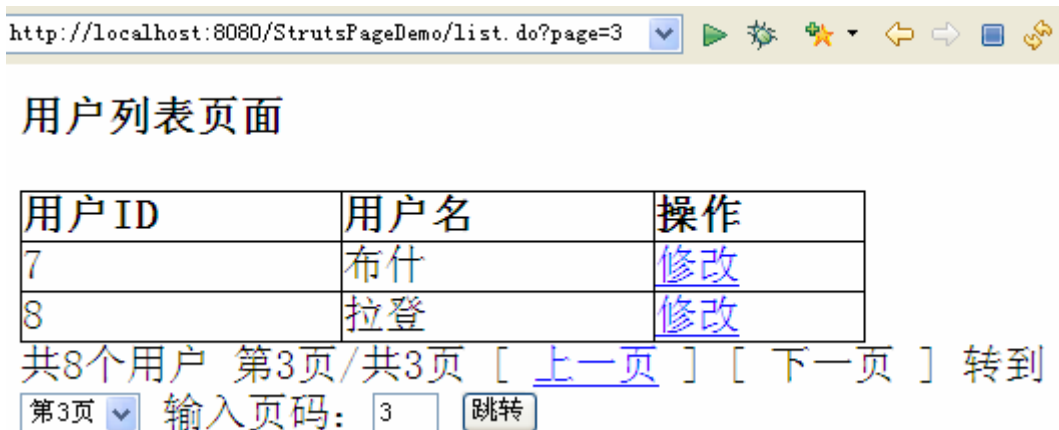 http://localhost:8080/StrutsPageDemo/list.do?page=3
用户列表页面
用户ID 用户名 操作
7 布什 修改
8 拉登 修改
共8个用户 第3页/共3页 [ 上一页 ] [ 下一页 ] 转到
第3页 输入页码: 3 跳转